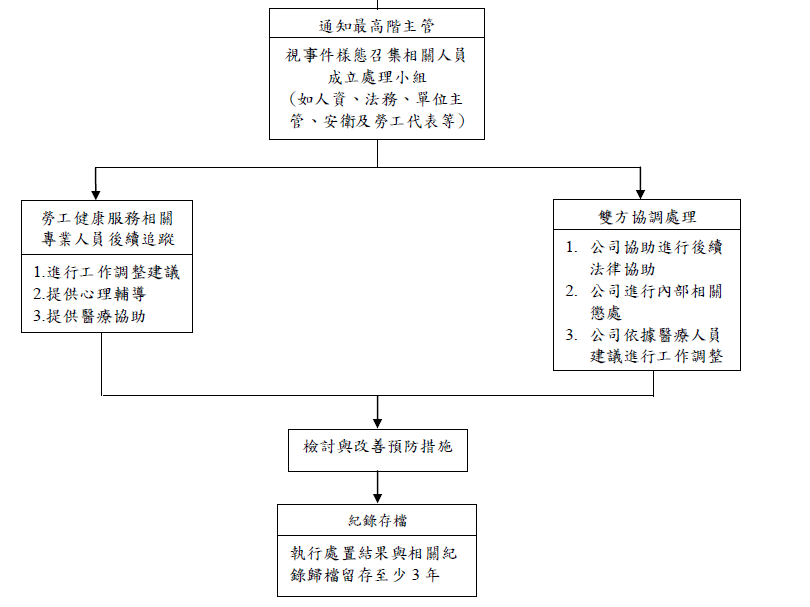 通知最高階主管
視事件樣態召集相關人員
成立處理小組
（如人資、法務、單位主
管、安衛及勞工代表等）
勞工健康服務相關
專業人員後續追蹤
1.進行工作調整建議
2.提供心理輔導
3.提供醫療協助
雙方協調處理
1. 公司協助進行後續
法律協助
2. 公司進行內部相關
懲處
3. 公司依據醫療人員
建議進行工作調整
檢討與改善預防措施
紀錄存檔
執行處置結果與相關紀
錄歸檔留存至少 3 年